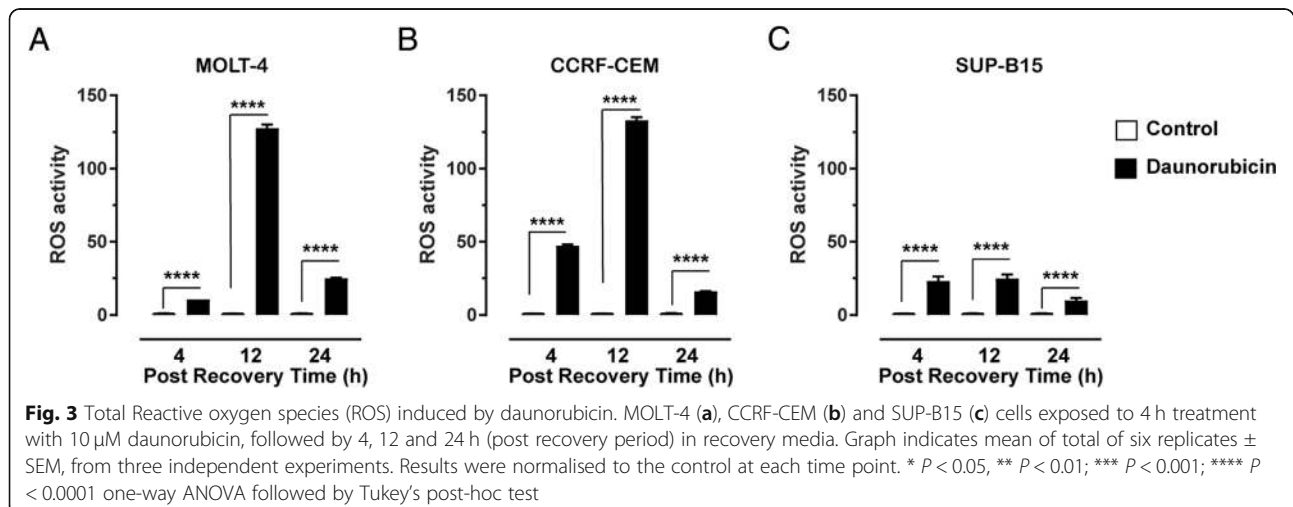 A
B
C
MOLT-4
CCRF-CEM
SUP-B15
150
100
50
0
ROS activity
****
****
****
4 12 24
Post Recovery Time (h)
150
100
50
0
ROS activity
****
****
****
4 12 24
Post Recovery Time (h)
150
100
50
0
ROS activity
****
****
****
4 12 24
Post Recovery Time (h)
Control
Daunorubicin
Fig. 3 Total Reactive oxygen species (ROS) induced by daunorubicin. MOLT-4 (a), CCRF-CEM (b) and SUP-B15 (c) cells exposed to 4 h treatment
with 10 μM daunorubicin, followed by 4, 12 and 24 h (post recovery period) in recovery media. Graph indicates mean of total of six replicates ±
SEM, from three independent experiments. Results were normalised to the control at each time point. * P < 0.05, ** P < 0.01; *** P < 0.001; **** P
< 0.0001 one-way ANOVA followed by Tukey's post-hoc test